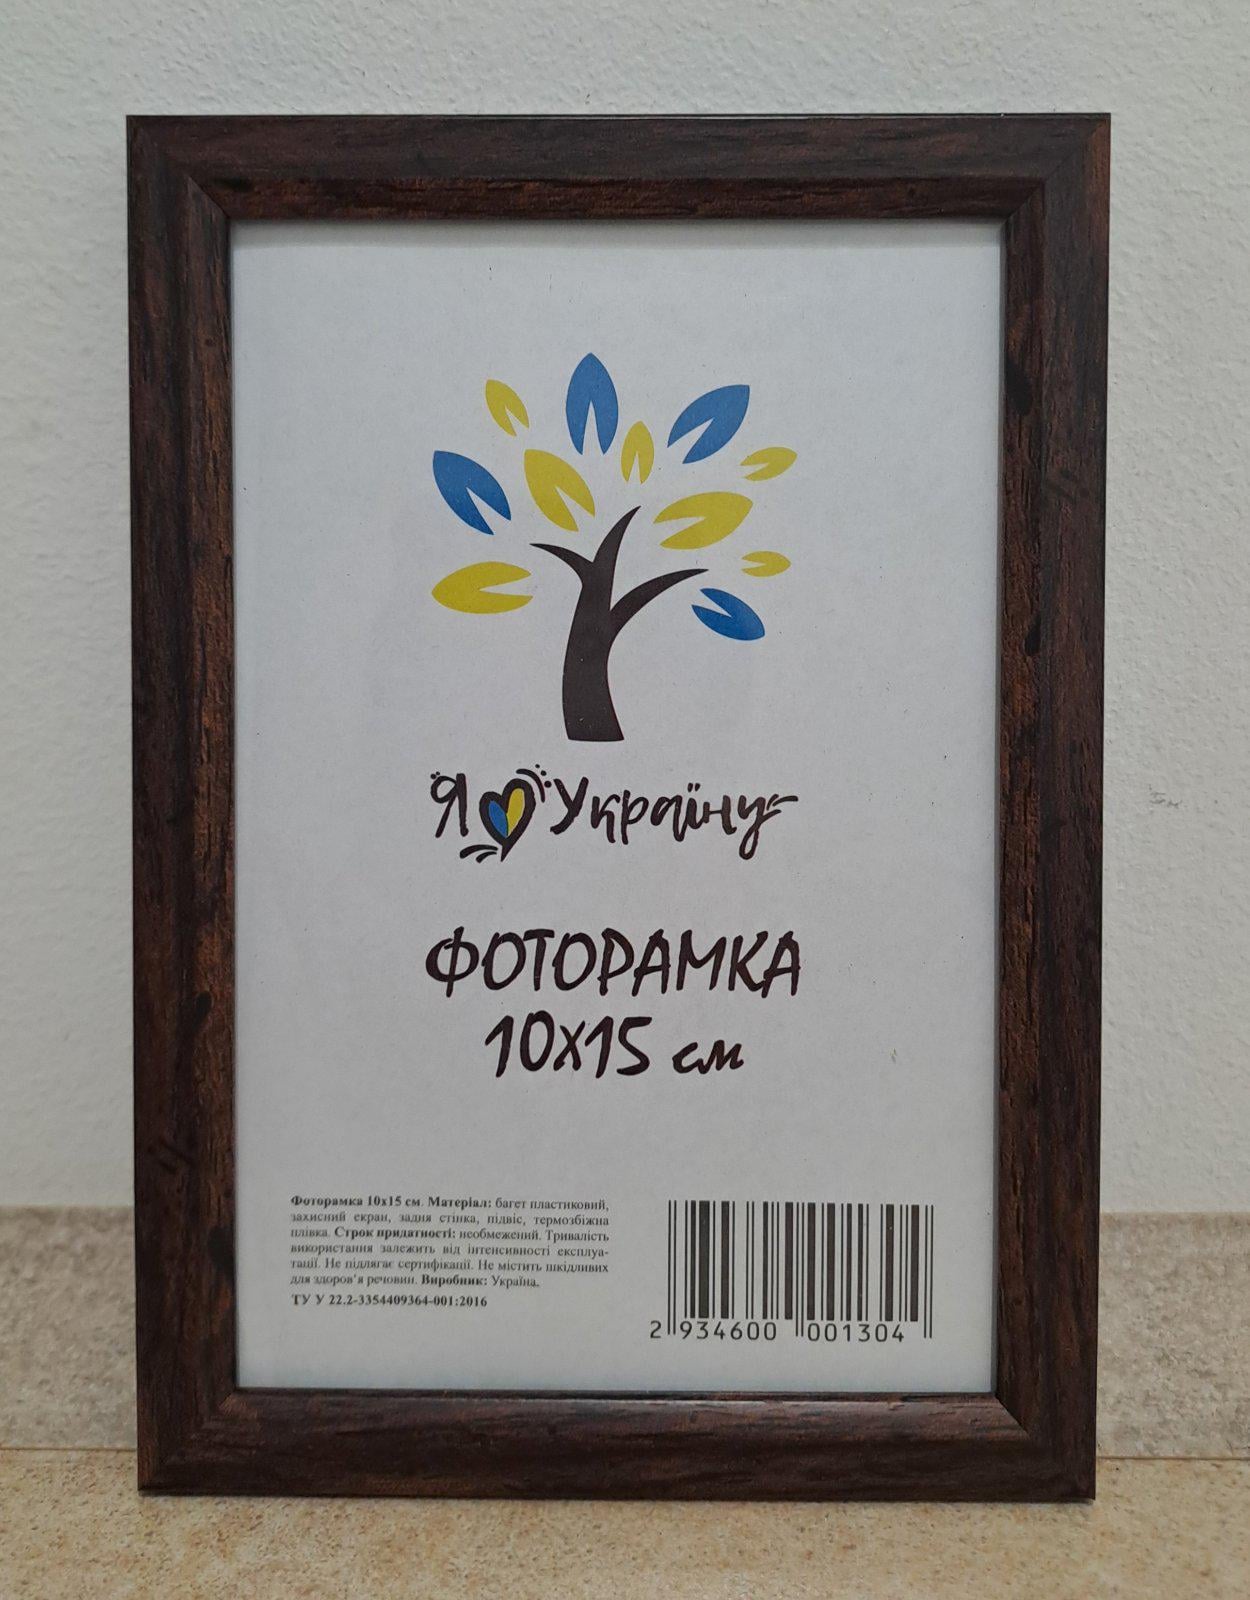 Я Україну
ФОТОРАМКА
10х15 см
Фоторамка 10х15 см. Матеріал: багет пластиковий,
захисний екран, задня стінка, підвіс, термозбіжна
плівка. Строк придатності: необмежений. Тривалість
використання залежить від інтенсивності експлуа-
тації. Не підлягає сертифікації. Не містить шкідливих
для здоров'я речовин. Виробник: Україна.
ТУ У 22.2-3354409364-001:2016
2 934600 001304